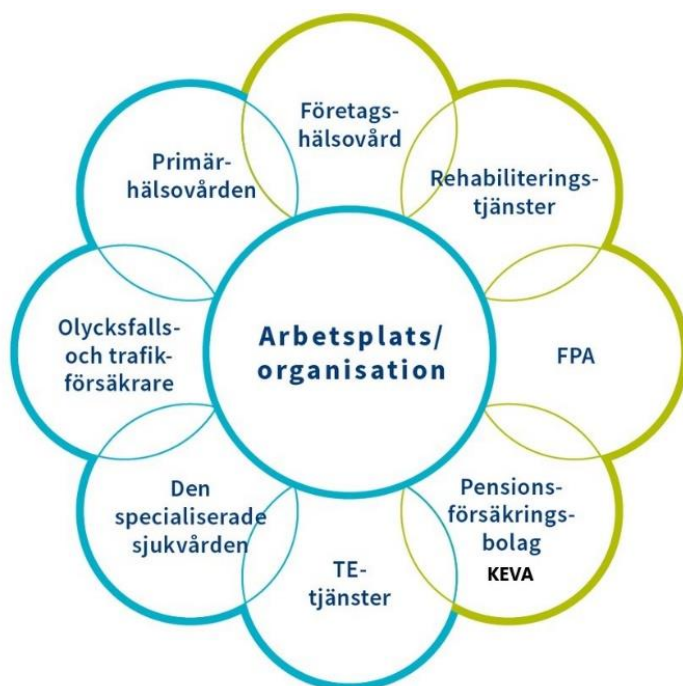 Företags-
hälsovård
Primär-
hälsovården
Rehabiliterings-
tjänster
Olycksfalls-
och trafik-
försäkrare
Arbetsplats/
organisation
FPA
Den
specialiserade
sjukvården
Pensions-
försäkrings-
bolag
KEVA
TE-
tjänster